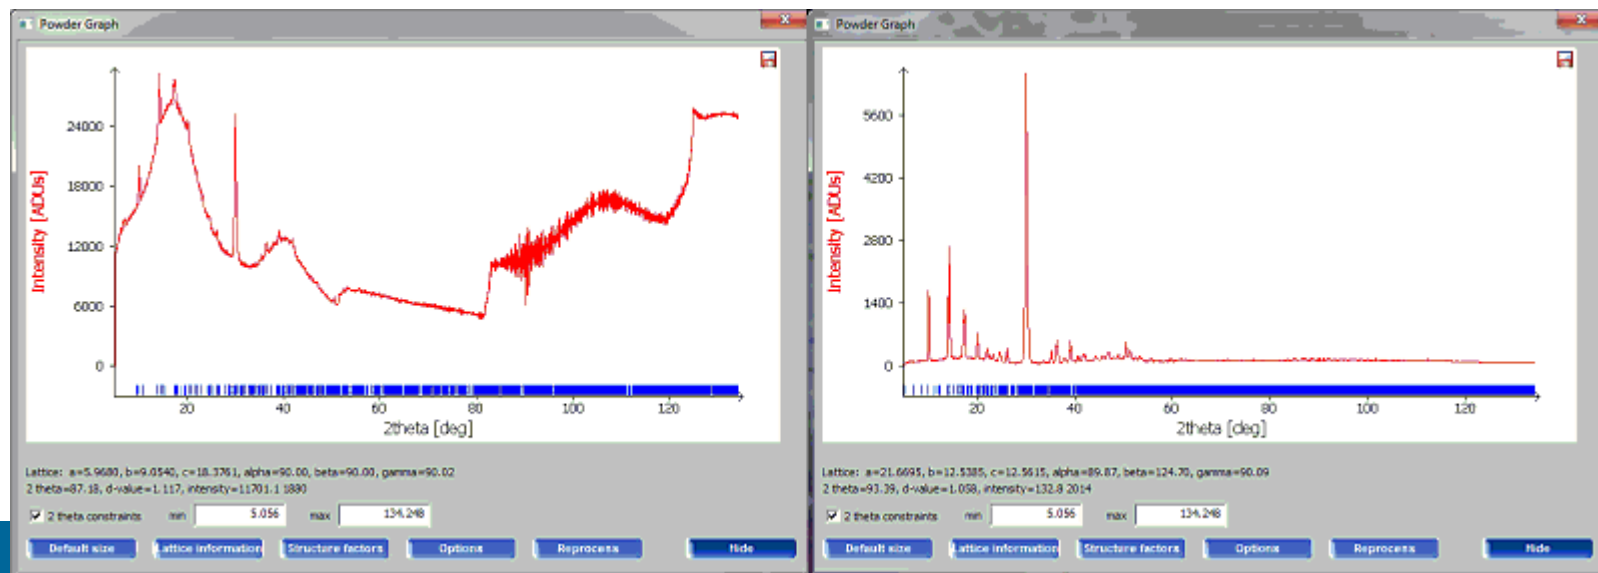 Powder Graph
24000
18000
12000
6000
0
Intensity [ADUs]
20 40 60 80 100 120
2theta [deg]
Lattice: a=5.9680, b=9.0540, c=18.3761, alpha=90.00, beta=90.00, gamma=90.02
2 theta=87.18, d-value=1.117, intensity=11701.1 1880
2 theta constraints min 5.056 max 134.248
Default size Lattice information Structure factors Options Reprocess Hide
Powder Graph
5600
4200
2800
1400
0
Intensity [ADUs]
20 40 60 80 100 120
2theta [deg]
Lattice: a=21.6695, b=12.5385, c=12.5615, alpha=89.87, beta=124.70, gamma=90.09
2 theta=93.39, d-value=1.058, intensity=132.8 2014
2 theta constraints min 5.056 max 134.248
Default size Lattice information Structure factors Options Reprocess Hide